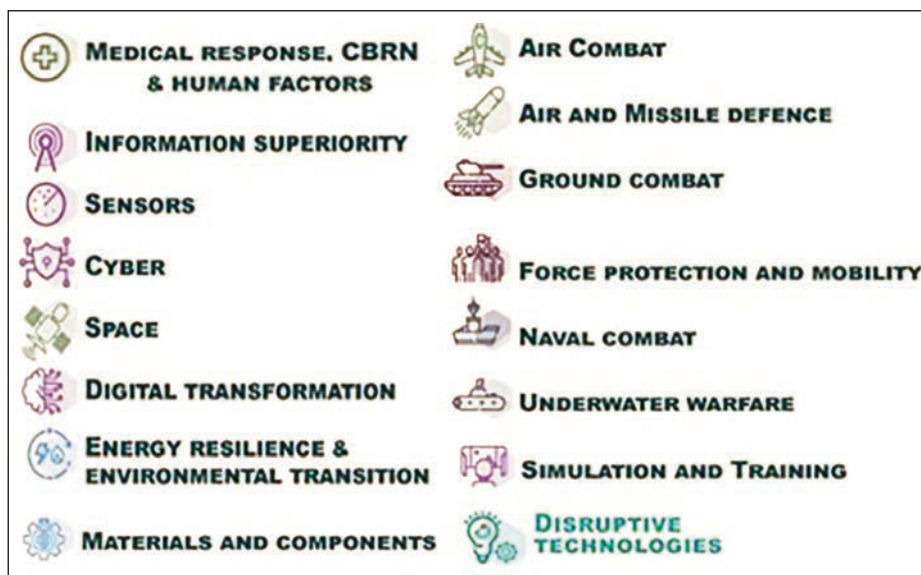 MEDICAL RESPONSE, CBRN
& HUMAN FACTORS
INFORMATION SUPERIORITY
SENSORS
CYBER
SPACE
DIGITAL TRANSFORMATION
ENERGY RESILIENCE &
ENVIRONMENTAL TRANSITION
MATERIALS AND COMPONENTS
AIR COMBAT
AIR AND MISSILE DEFENCE
GROUND COMBAT
FORCE PROTECTION AND MOBILITY
NAVAL COMBAT
UNDERWATER WARFARE
SIMULATION AND TRAINING
DISRUPTIVE
TECHNOLOGIES